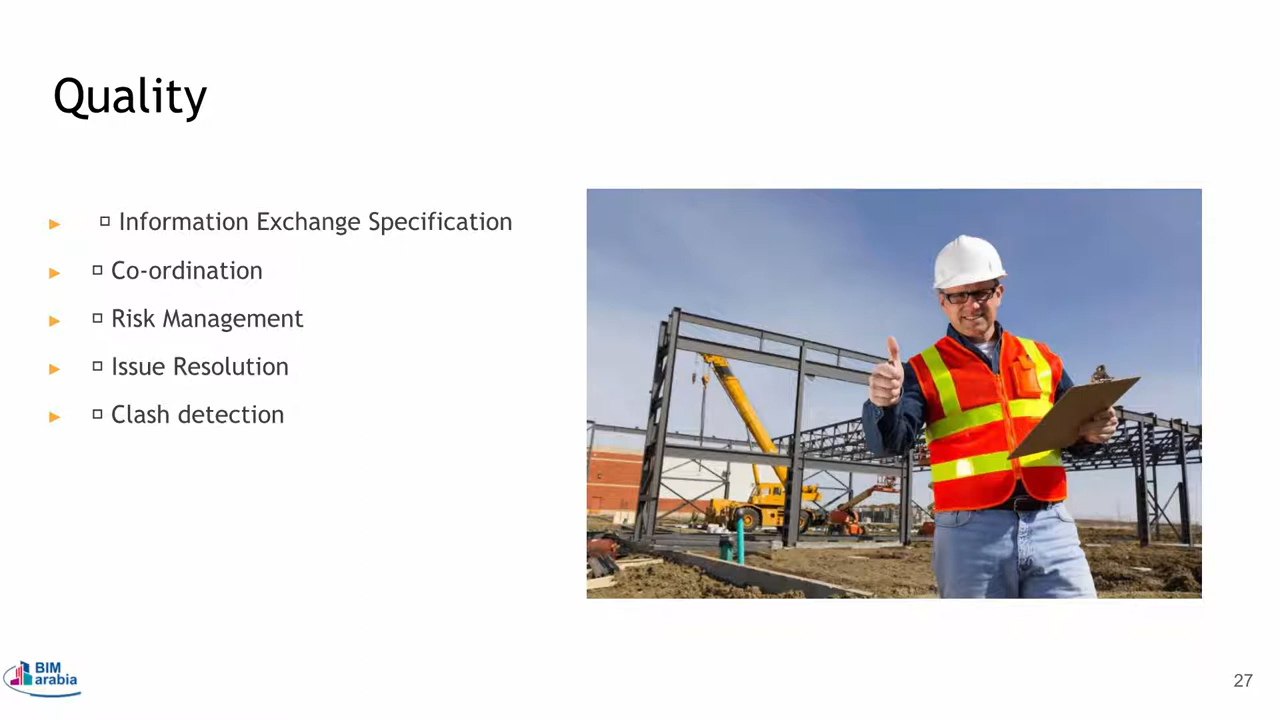 Quality
▶ □ Information Exchange Specification
▶ □ Co-ordination
▶ □ Risk Management
▶ □ Issue Resolution
▶ □ Clash detection
BIM
arabia
27